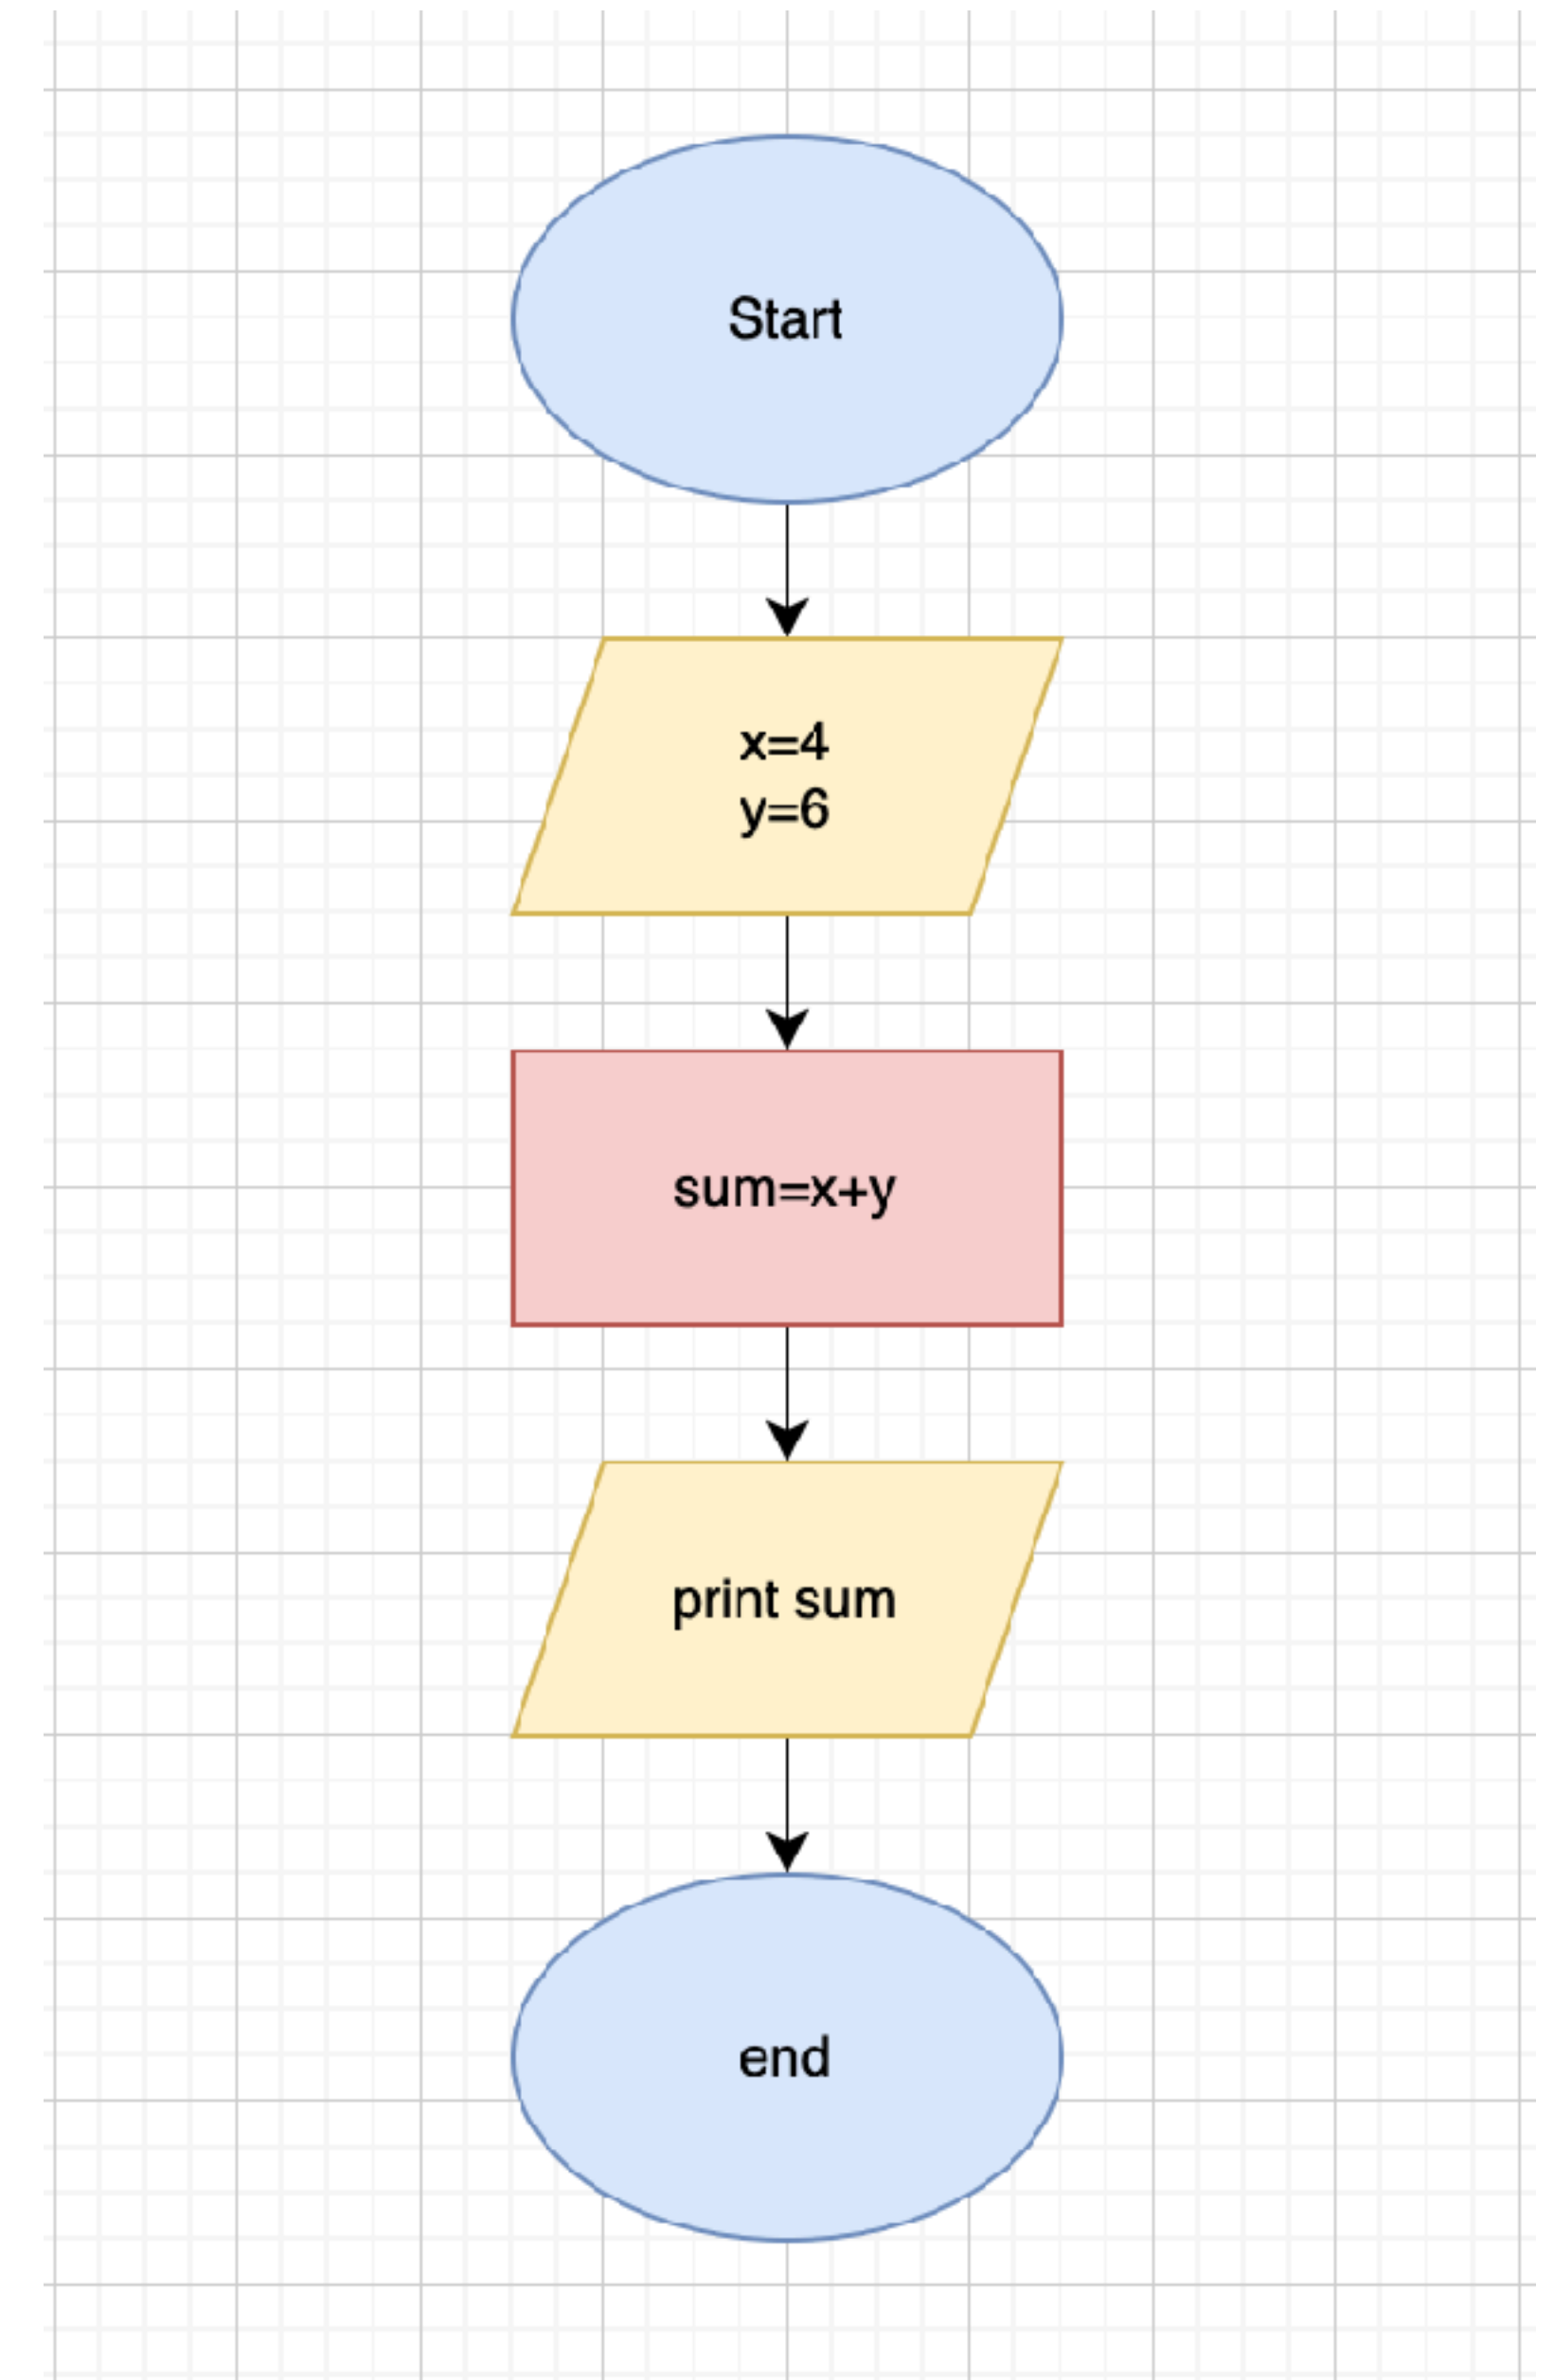 Start
x=4
y=6
sum=x+y
print sum
end